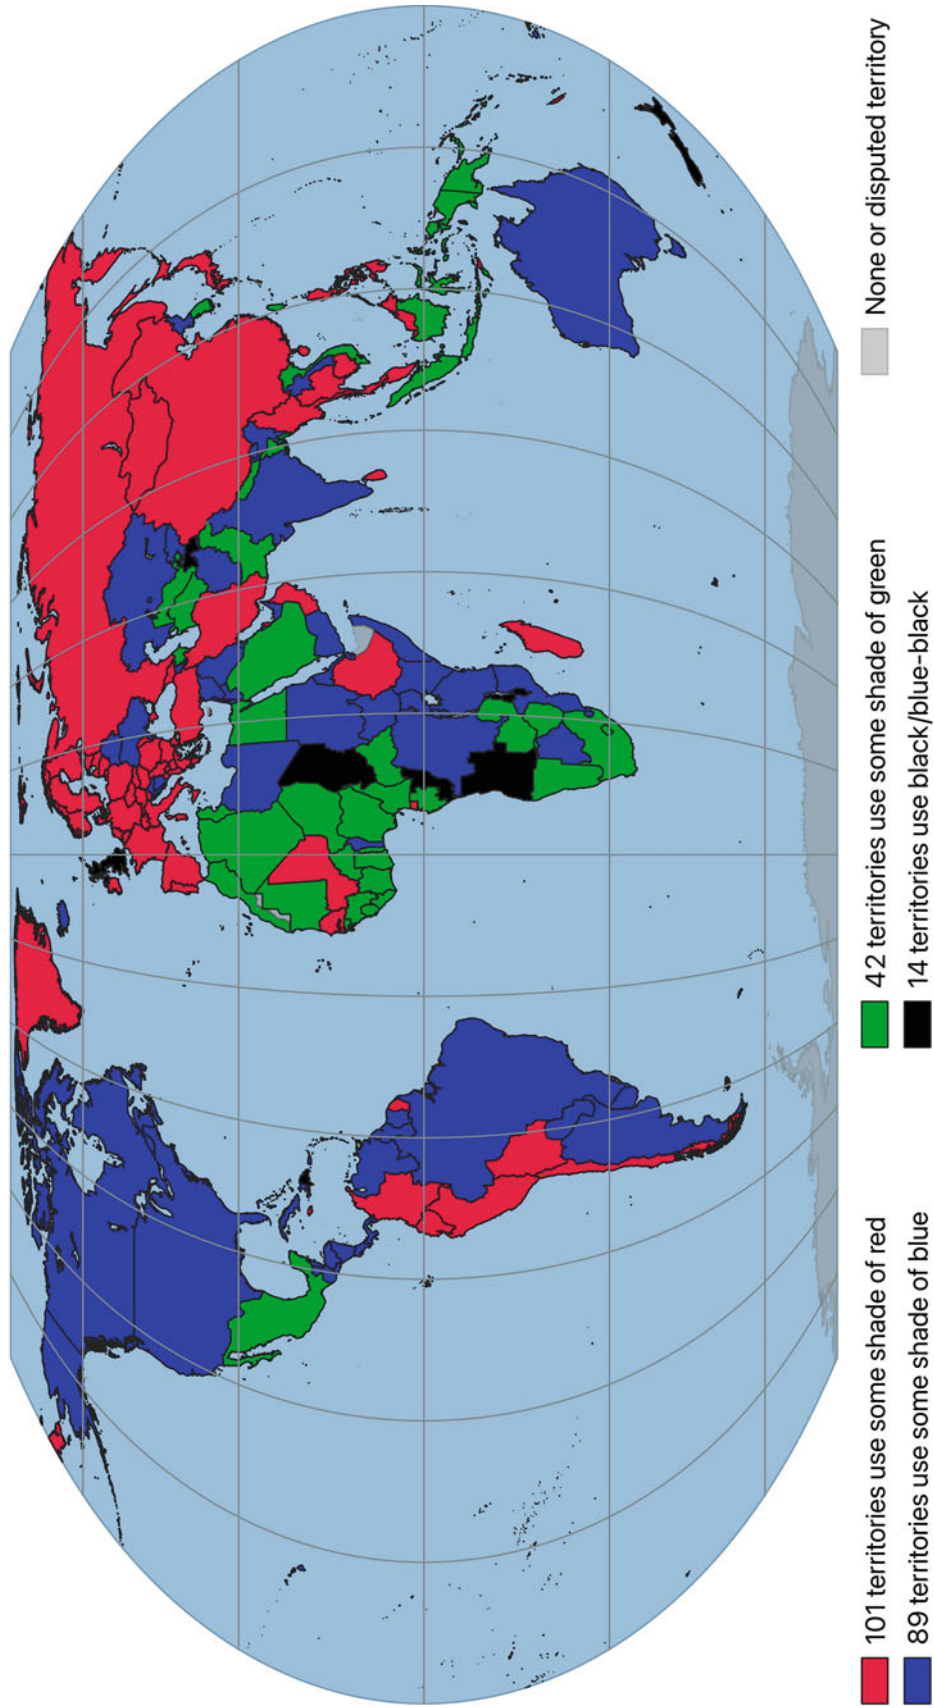 101 territories use some shade of red
89 territories use some shade of blue
42 territories use some shade of green
14 territories use black/blue-black
None or disputed territory